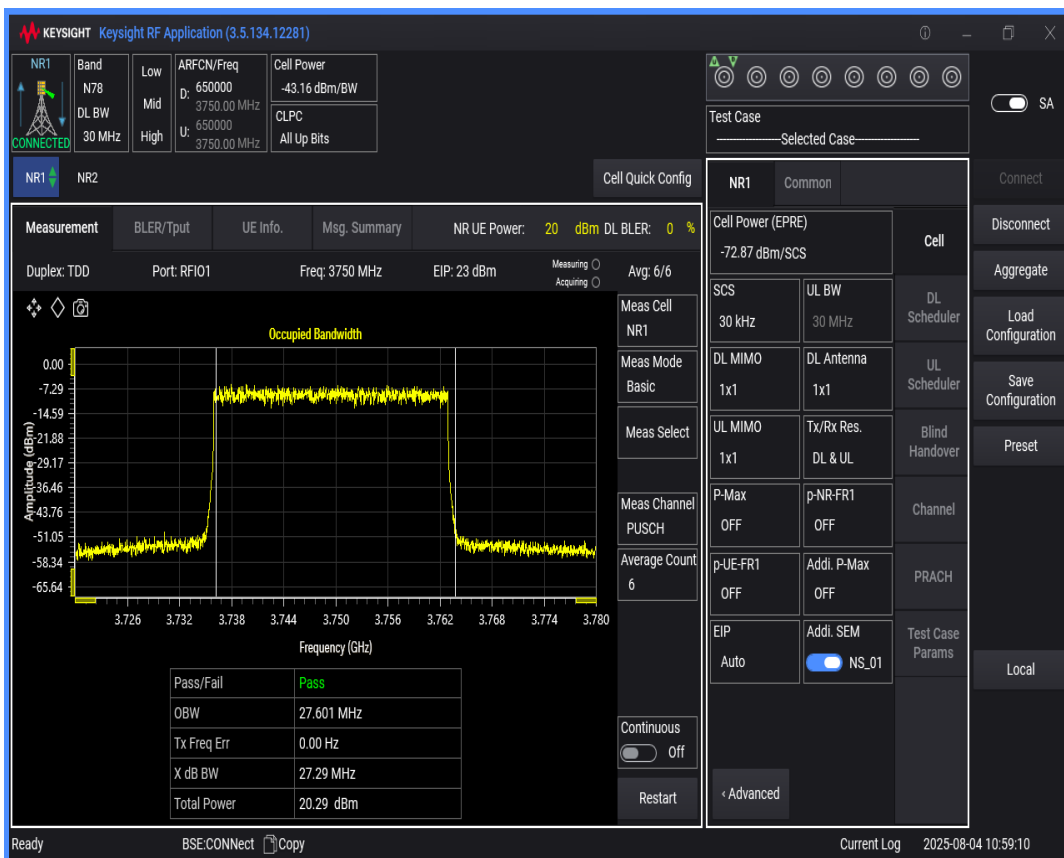 KEYSIGHT Keysight RF Application (3.5.134.12281)
NR1
CONNECTED
Band
N78
DL BW
30 MHz
Low
Mid
High
ARFCN/Freq
D: 650000
3750.00 MHz
U: 650000
3750.00 MHz
Cell Power
-43.16 dBm/BW
CLPC
All Up Bits
Test Case
Selected Case
SA
NR1 NR2 Cell Quick Config
Measurement BLER/Tput UE Info. Msg. Summary NR UE Power: 20 dBm DL BLER: 0 %
Duplex: TDD Port: RFIO1 Freq: 3750 MHz EIP: 23 dBm Measuring Avg: 6/6
Acquiring
Occupied Bandwidth
Amplitude (dBm)
0.00
-7.29
-14.59
-21.88
-29.17
-36.46
-43.76
-51.05
-58.34
-65.64
3.726 3.732 3.738 3.744 3.750 3.756 3.762 3.768 3.774 3.780
Frequency (GHz)
Pass/Fail Pass
OBW 27.601 MHz
Tx Freq Err 0.00 Hz
X dB BW 27.29 MHz
Total Power 20.29 dBm
Meas Cell
NR1
Meas Mode
Basic
Meas Select
Meas Channel
PUSCH
Average Count
6
Continuous
Off
Restart
NR1 Common
Cell Power (EPRE)
-72.87 dBm/SCS
SCS
30 kHz
UL BW
30 MHz
DL MIMO
1x1
DL Antenna
1x1
UL MIMO
1x1
Tx/Rx Res.
DL & UL
P-Max
OFF
p-NR-FR1
OFF
p-UE-FR1
OFF
Addi. P-Max
OFF
EIP
Auto
Addi. SEM
NS_01
‹ Advanced
Cell
DL
Scheduler
UL
Scheduler
Blind
Handover
Channel
PRACH
Test Case
Params
Connect
Disconnect
Aggregate
Load
Configuration
Save
Configuration
Preset
Local
Ready BSE:CONNect Copy Current Log 2025-08-04 10:59:10